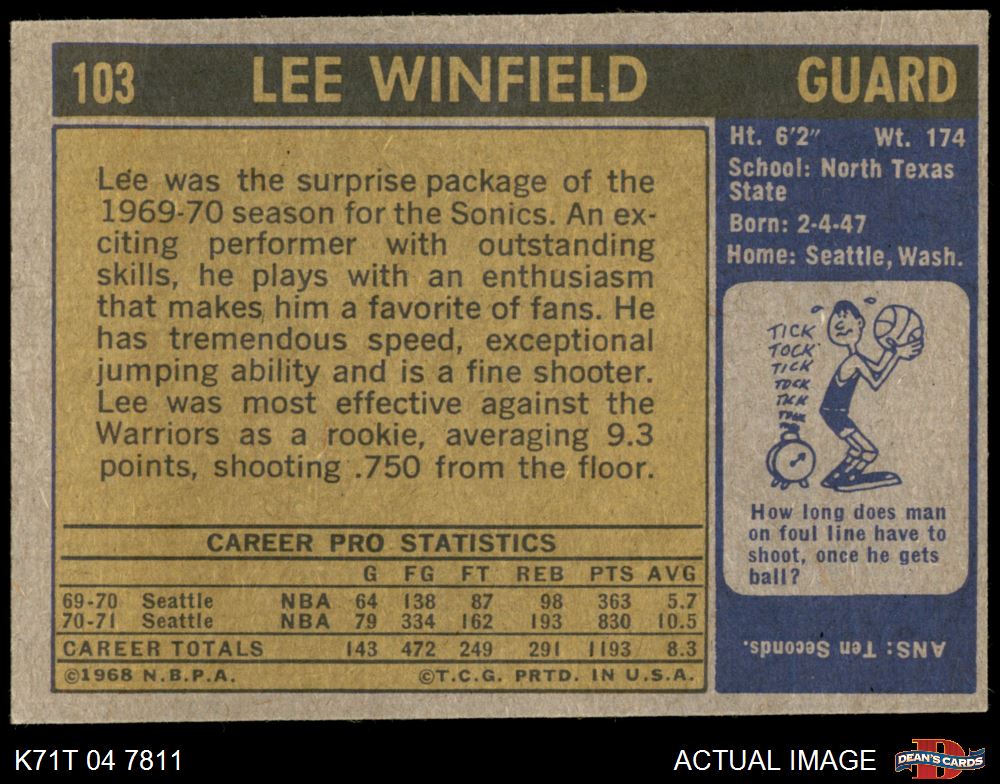 103 LEE WINFIELD GUARD
Lee was the surprise package of the
1969-70 season for the Sonics. An ex-
citing performer with outstanding
skills, he plays with an enthusiasm
that makes him a favorite of fans. He
has tremendous speed, exceptional
jumping ability and is a fine shooter.
Lee was most effective against the
Warriors as a rookie, averaging 9.3
points, shooting .750 from the floor.
CAREER PRO STATISTICS
G FG FT REB PTS AVG
69-70 Seattle NBA 64 138 87 98 363 5.7
70-71 Seattle NBA 79 334 162 193 830 10.5
CAREER TOTALS 143 472 249 291 1193 8.3
©1968 N.B.P.A. ©T.C.G. PRTD. IN U.S.A.
Ht. 6'2" Wt. 174
School: North Texas
State
Born: 2-4-47
Home: Seattle, Wash.
TICK
TOCK
TICK
TOCK
TICK
TOCK
How long does man
on foul line have to
shoot, once he gets
ball?
ANS: Ten Seconds.
K71T 04 7811 ACTUAL IMAGE
D
DEAN'S CARDS